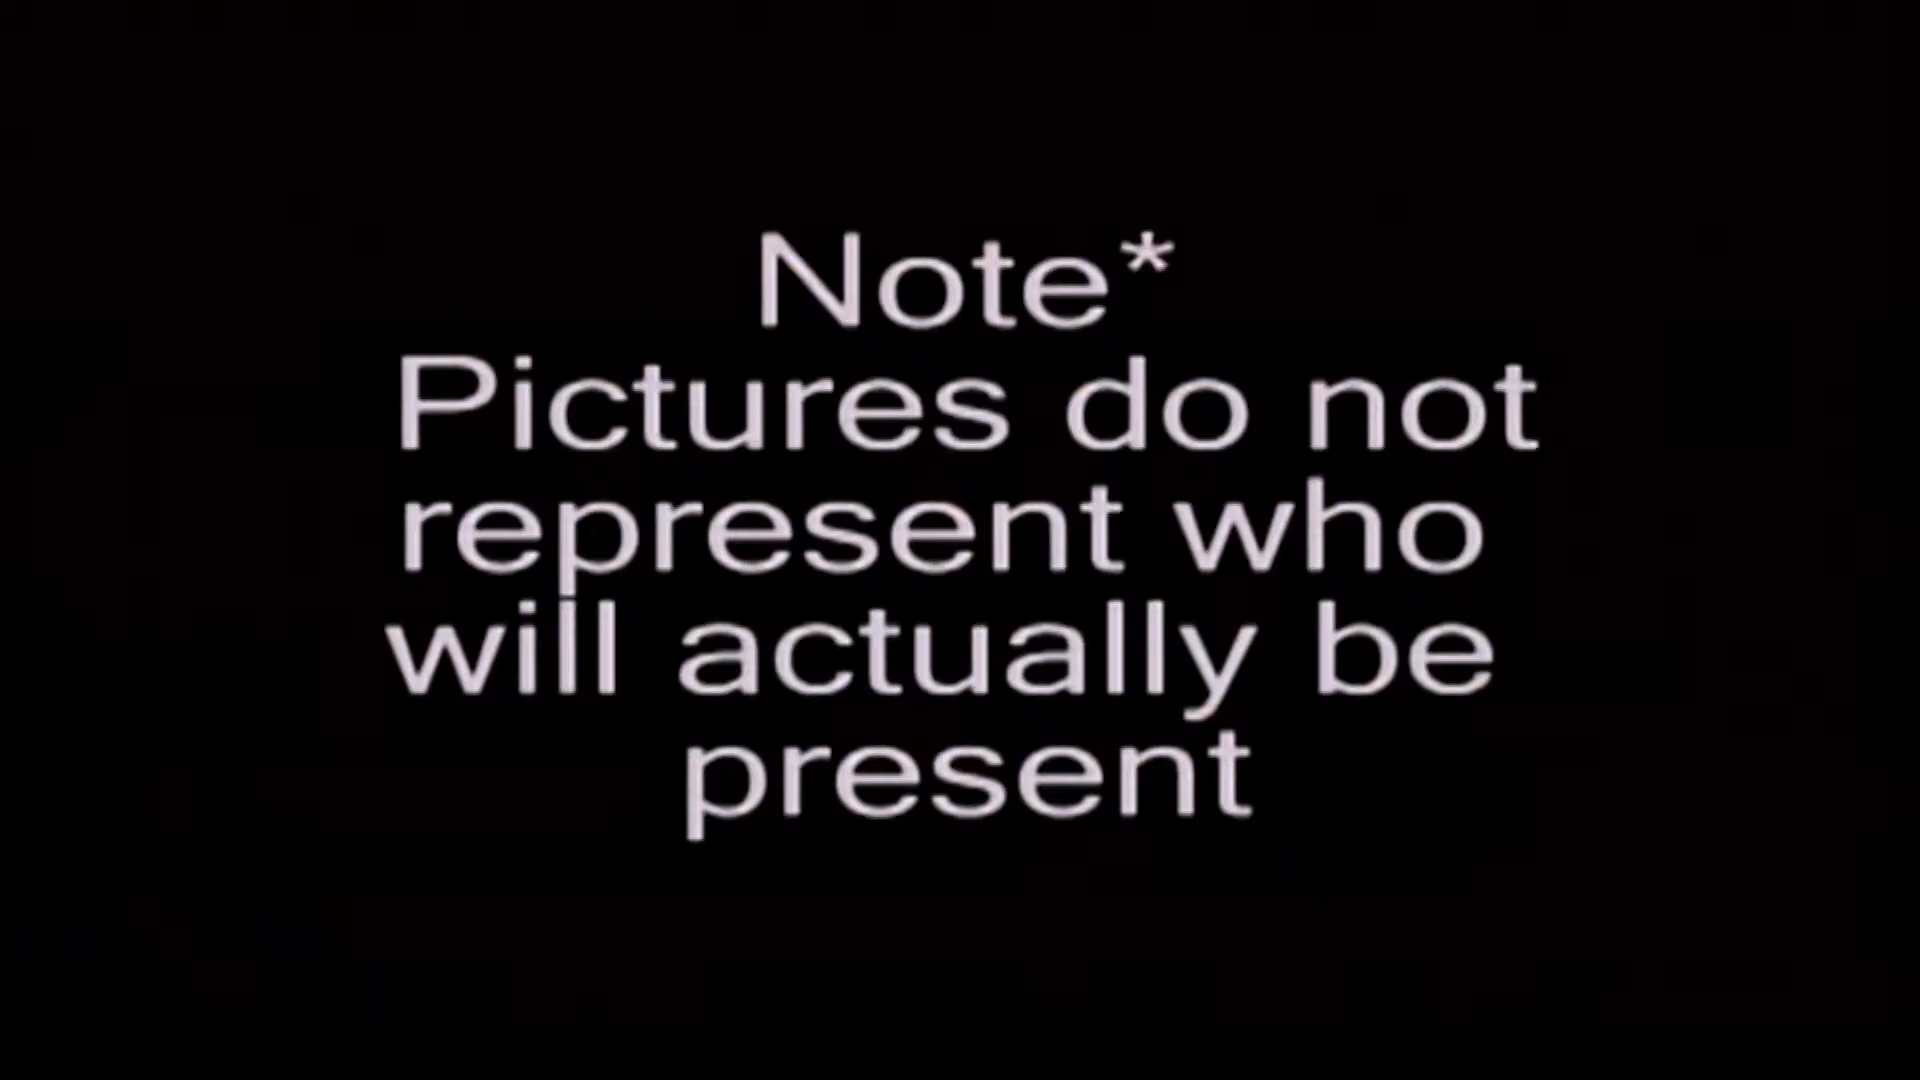 Note*
Pictures do not
represent who
will actually be
present